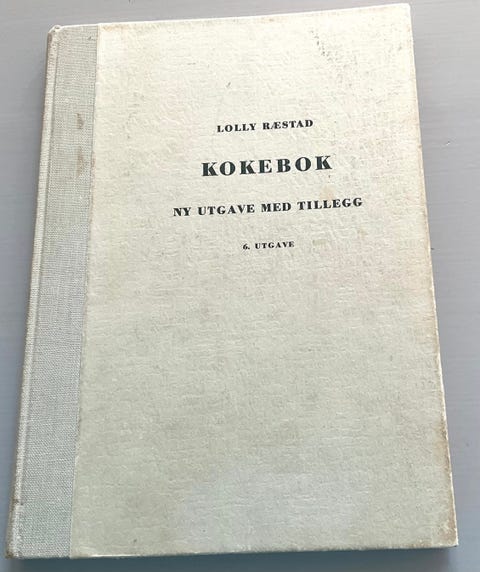 LOLLY RÆSTAD
KOKEBOK
NY UTGAVE MED TILLEGG
6. UTGAVE